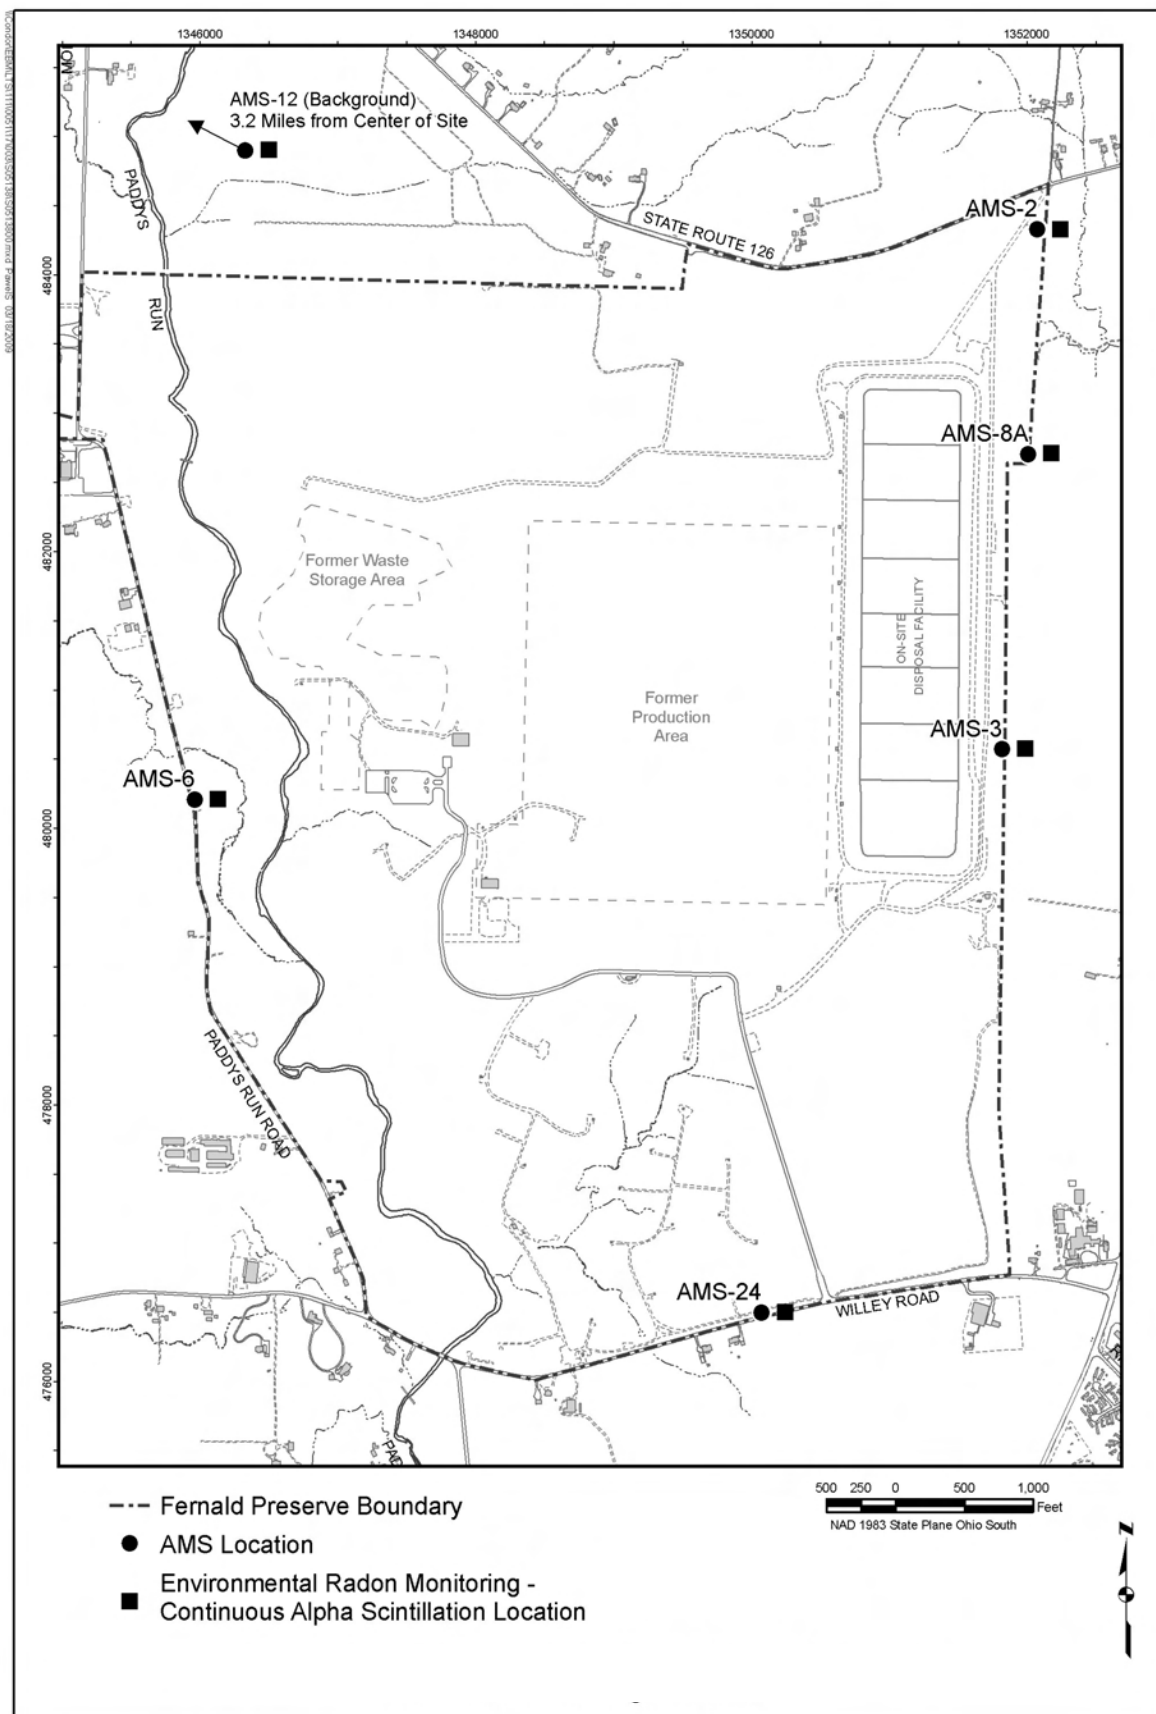 1346000
1348000
1350000
1352000
AMS-12 (Background)
3.2 Miles from Center of Site
PADDYS
RUN
STATE ROUTE 126
AMS-2
484000
AMS-8A
482000
Former Waste
Storage Area
ON-SITE
DISPOSAL FACILITY
Former
Production
Area
AMS-3
AMS-6
480000
PADDYS RUN ROAD
478000
AMS-24
WILLEY ROAD
476000
PAD
Fernald Preserve Boundary
AMS Location
Environmental Radon Monitoring -
Continuous Alpha Scintillation Location
500 250 0 500 1,000
Feet
NAD 1983 State Plane Ohio South
Z